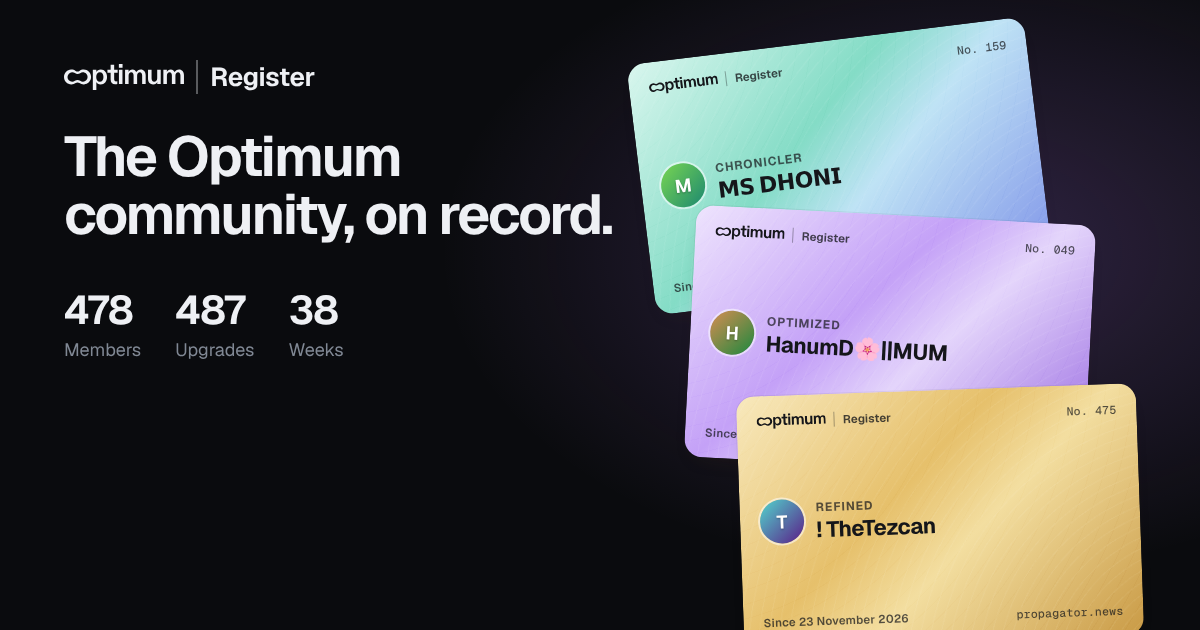 optimum | Register
The Optimum
community, on record.
478 487 38
Members Upgrades Weeks
optimum | Register
No. 159
CHRONICLER
M
MS DHONI
Sin
optimum | Register
No. 049
OPTIMIZED
H
HanumD🌸||MUM
Since
optimum | Register
No. 475
REFINED
T
! TheTezcan
Since 23 November 2026
propagator.news